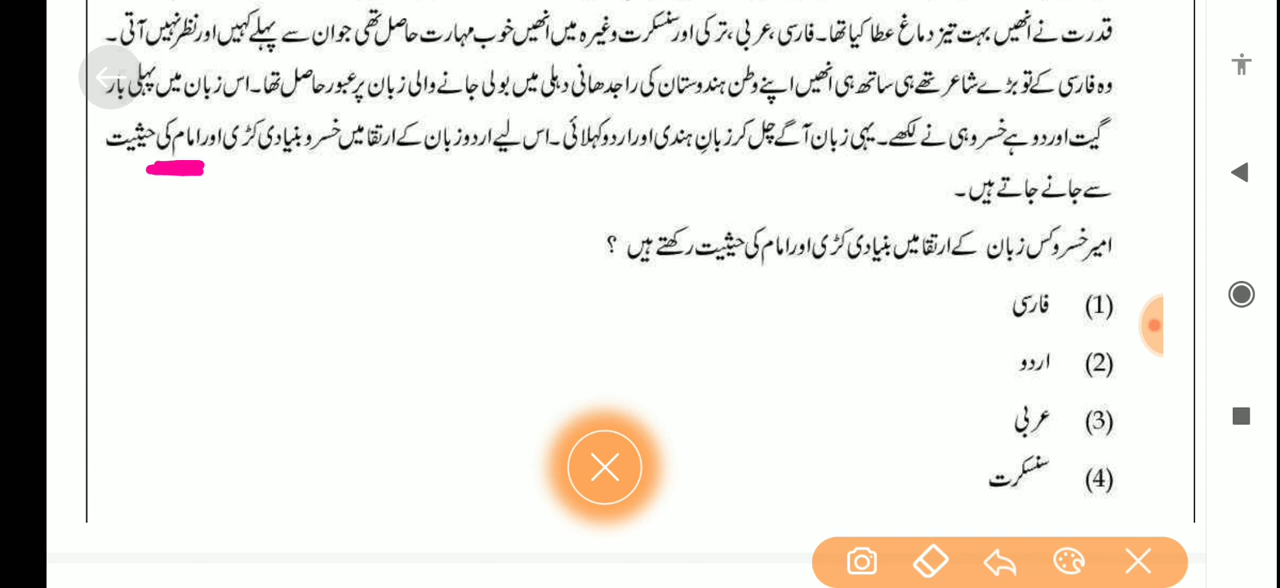 قدرت نے انھیں بہت تیز دماغ عطا کیا تھا۔ فارسی، عربی، ترکی اور سنسکرت وغیرہ میں انھیں خوب مہارت حاصل تھی جو ان سے پہلے کہیں اور نظر نہیں آتی۔
وہ فارسی کے تو بڑے شاعر تھے ہی ساتھ ہی انھیں اپنے وطن ہندوستان کی راجدھانی دہلی میں بولی جانے والی زبان پر عبور حاصل تھا۔ اس زبان میں پہلی بار
گیت اور دوہے خسرو ہی نے لکھے۔ یہی زبان آگے چل کر زبانِ ہندی اور اردو کہلائی۔ اس لیے اردو زبان کے ارتقا میں خسرو بنیادی کڑی اور امام کی حیثیت
سے جانے جاتے ہیں۔
امیر خسرو کس زبان کے ارتقا میں بنیادی کڑی اور امام کی حیثیت رکھتے ہیں ؟
(1) فارسی
(2) اردو
(3) عربی
(4) سنسکرت